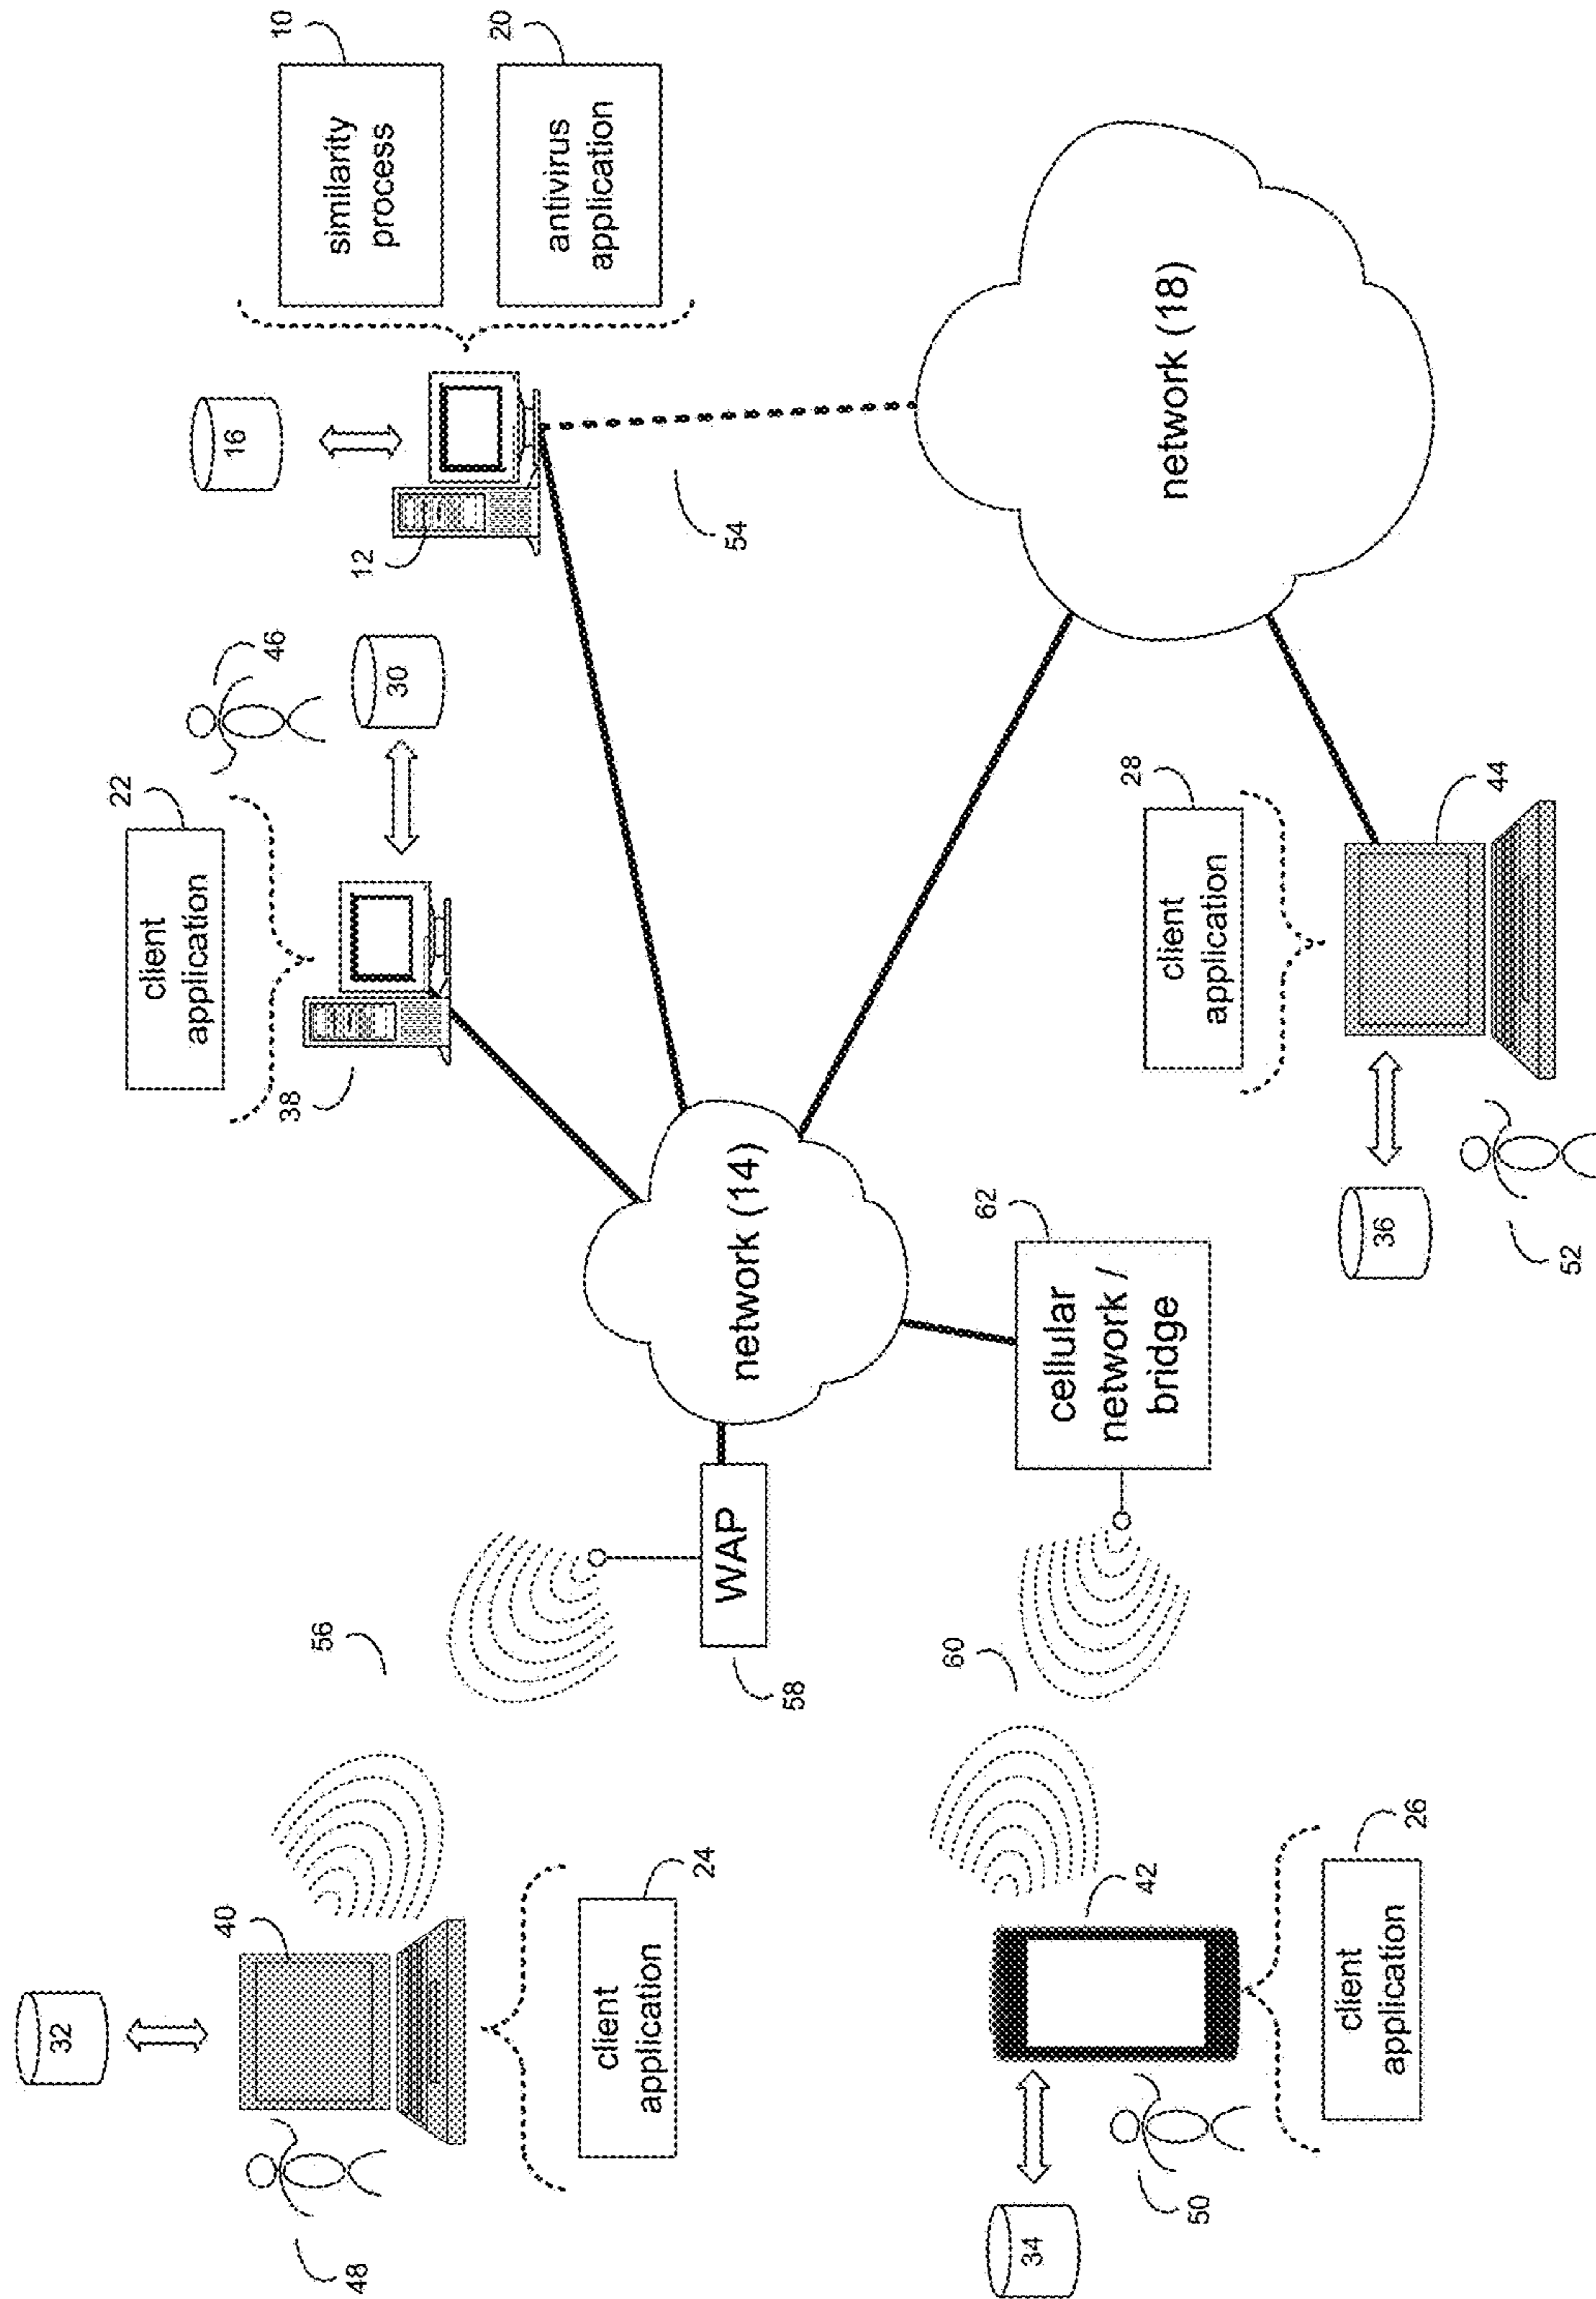 32
22
client
application
40
16
46
10
38
56
similarity
process
48
12
30
20
antivirus
application
client
application
24
WAP
network (14)
54
58
60
62
34
cellular
network /
bridge
28
42
client
application
network (18)
50
client
application
36
26
44
52